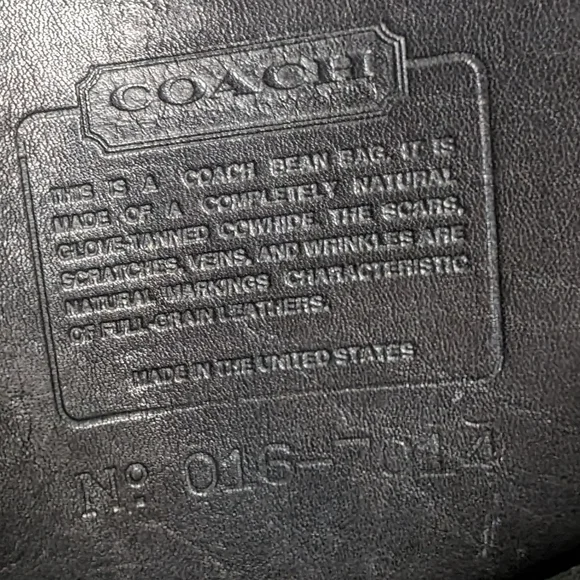 COACH
THIS IS A COACH BEAN BAG. IT IS
MADE OF A COMPLETELY NATURAL
GLOVE-TANNED COWHIDE. THE SCARS,
SCRATCHES, VEINS, AND WRINKLES ARE
NATURAL MARKINGS CHARACTERISTIC
OF FULL-GRAIN LEATHERS.
MADE IN THE UNITED STATES
Nº 016-7014